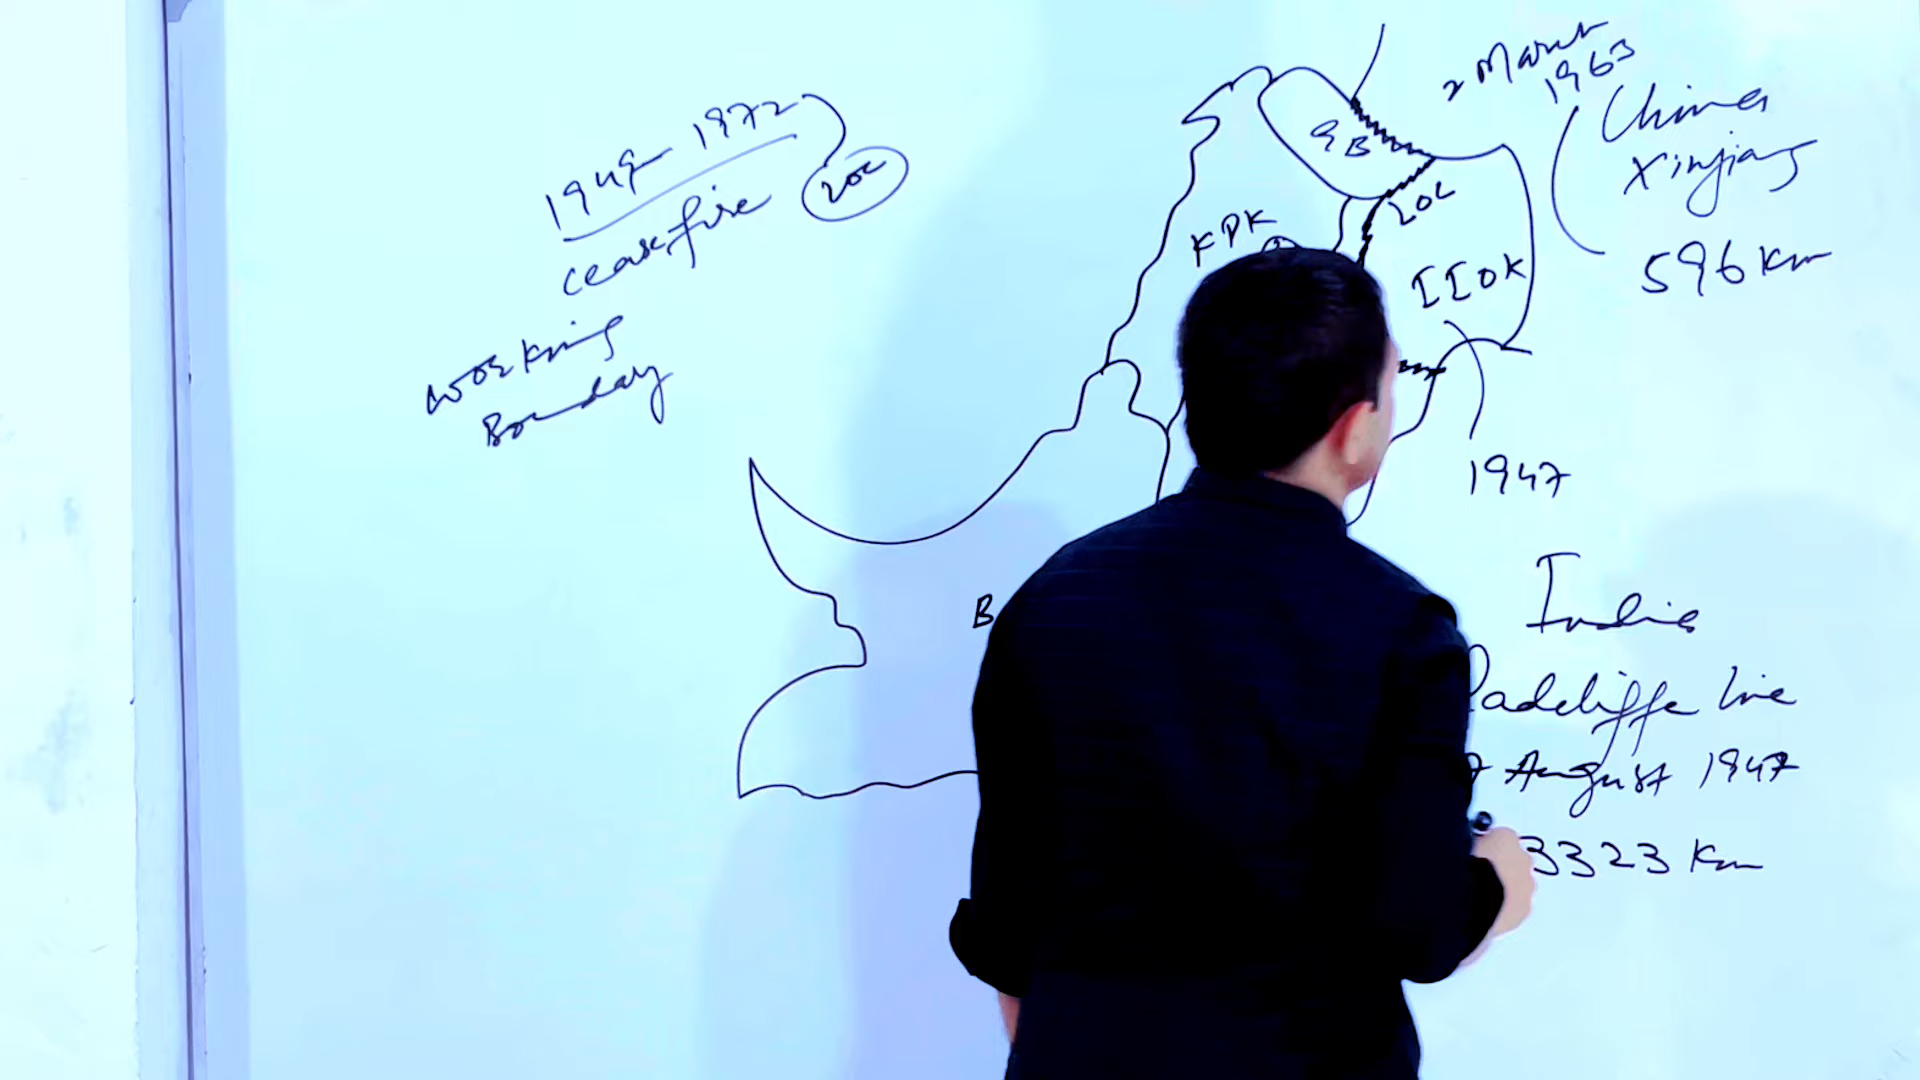 1949-1972
ceasefire LOC
working
Boundary
2 March
1963
China
Xinjiang
596 Km
GB
LOC
KPK
IIOK
1947
B
India
Radcliffe line
7 August 1947
3323 Km